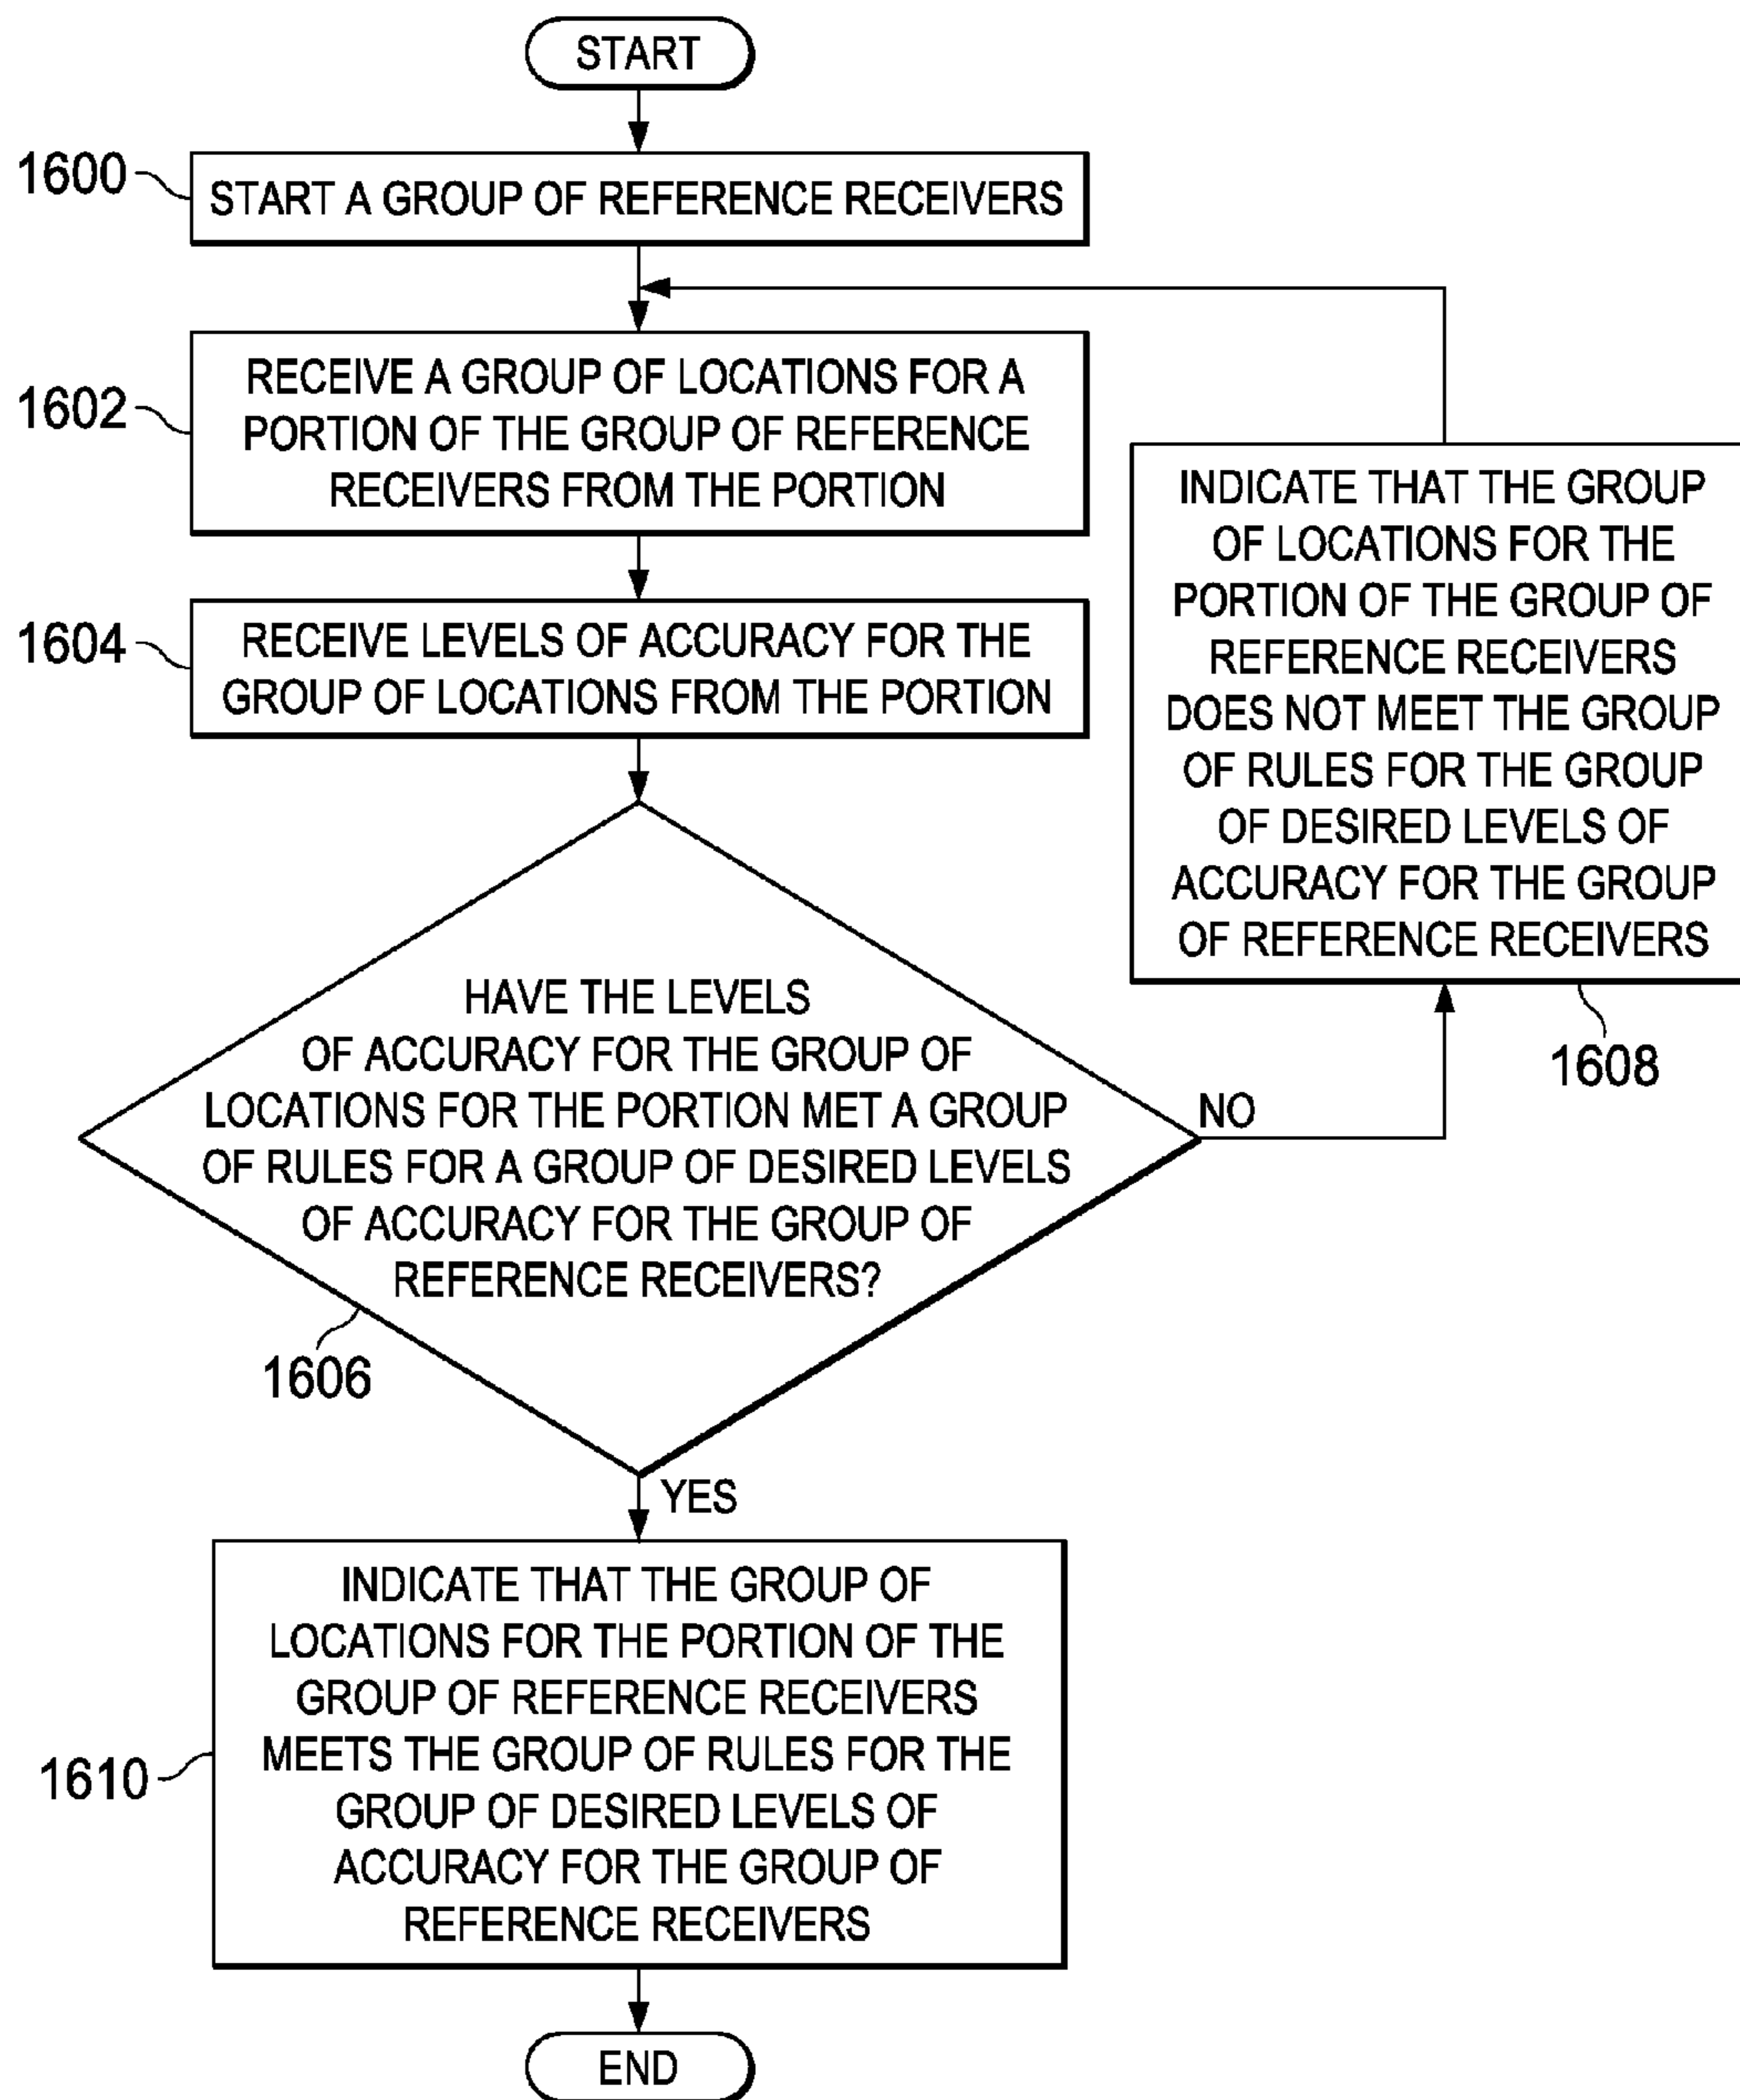 START
1600
START A GROUP OF REFERENCE RECEIVERS
1602
RECEIVE A GROUP OF LOCATIONS FOR A
PORTION OF THE GROUP OF REFERENCE
RECEIVERS FROM THE PORTION
1604
RECEIVE LEVELS OF ACCURACY FOR THE
GROUP OF LOCATIONS FROM THE PORTION
HAVE THE LEVELS
OF ACCURACY FOR THE GROUP OF
LOCATIONS FOR THE PORTION MET A GROUP
OF RULES FOR A GROUP OF DESIRED LEVELS
OF ACCURACY FOR THE GROUP OF
REFERENCE RECEIVERS?
1606
NO
INDICATE THAT THE GROUP
OF LOCATIONS FOR THE
PORTION OF THE GROUP OF
REFERENCE RECEIVERS
DOES NOT MEET THE GROUP
OF RULES FOR THE GROUP
OF DESIRED LEVELS OF
ACCURACY FOR THE GROUP
OF REFERENCE RECEIVERS
1608
YES
INDICATE THAT THE GROUP OF
LOCATIONS FOR THE PORTION OF THE
GROUP OF REFERENCE RECEIVERS
MEETS THE GROUP OF RULES FOR THE
GROUP OF DESIRED LEVELS OF
ACCURACY FOR THE GROUP OF
REFERENCE RECEIVERS
1610
END